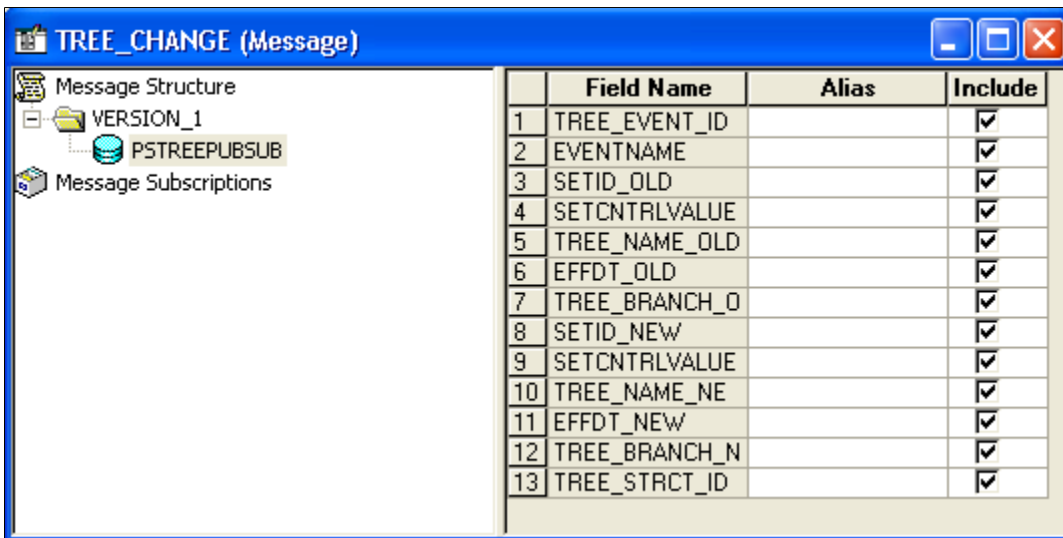 TREE_CHANGE (Message)
Message Structure
VERSION_1
PSTREEPUBSUB
Message Subscriptions
Field Name Alias Include
1 TREE_EVENT_ID
2 EVENTNAME
3 SETID_OLD
4 SETCNTRLVALUE
5 TREE_NAME_OLD
6 EFFDT_OLD
7 TREE_BRANCH_O
8 SETID_NEW
9 SETCNTRLVALUE
10 TREE_NAME_NE
11 EFFDT_NEW
12 TREE_BRANCH_N
13 TREE_STRCT_ID